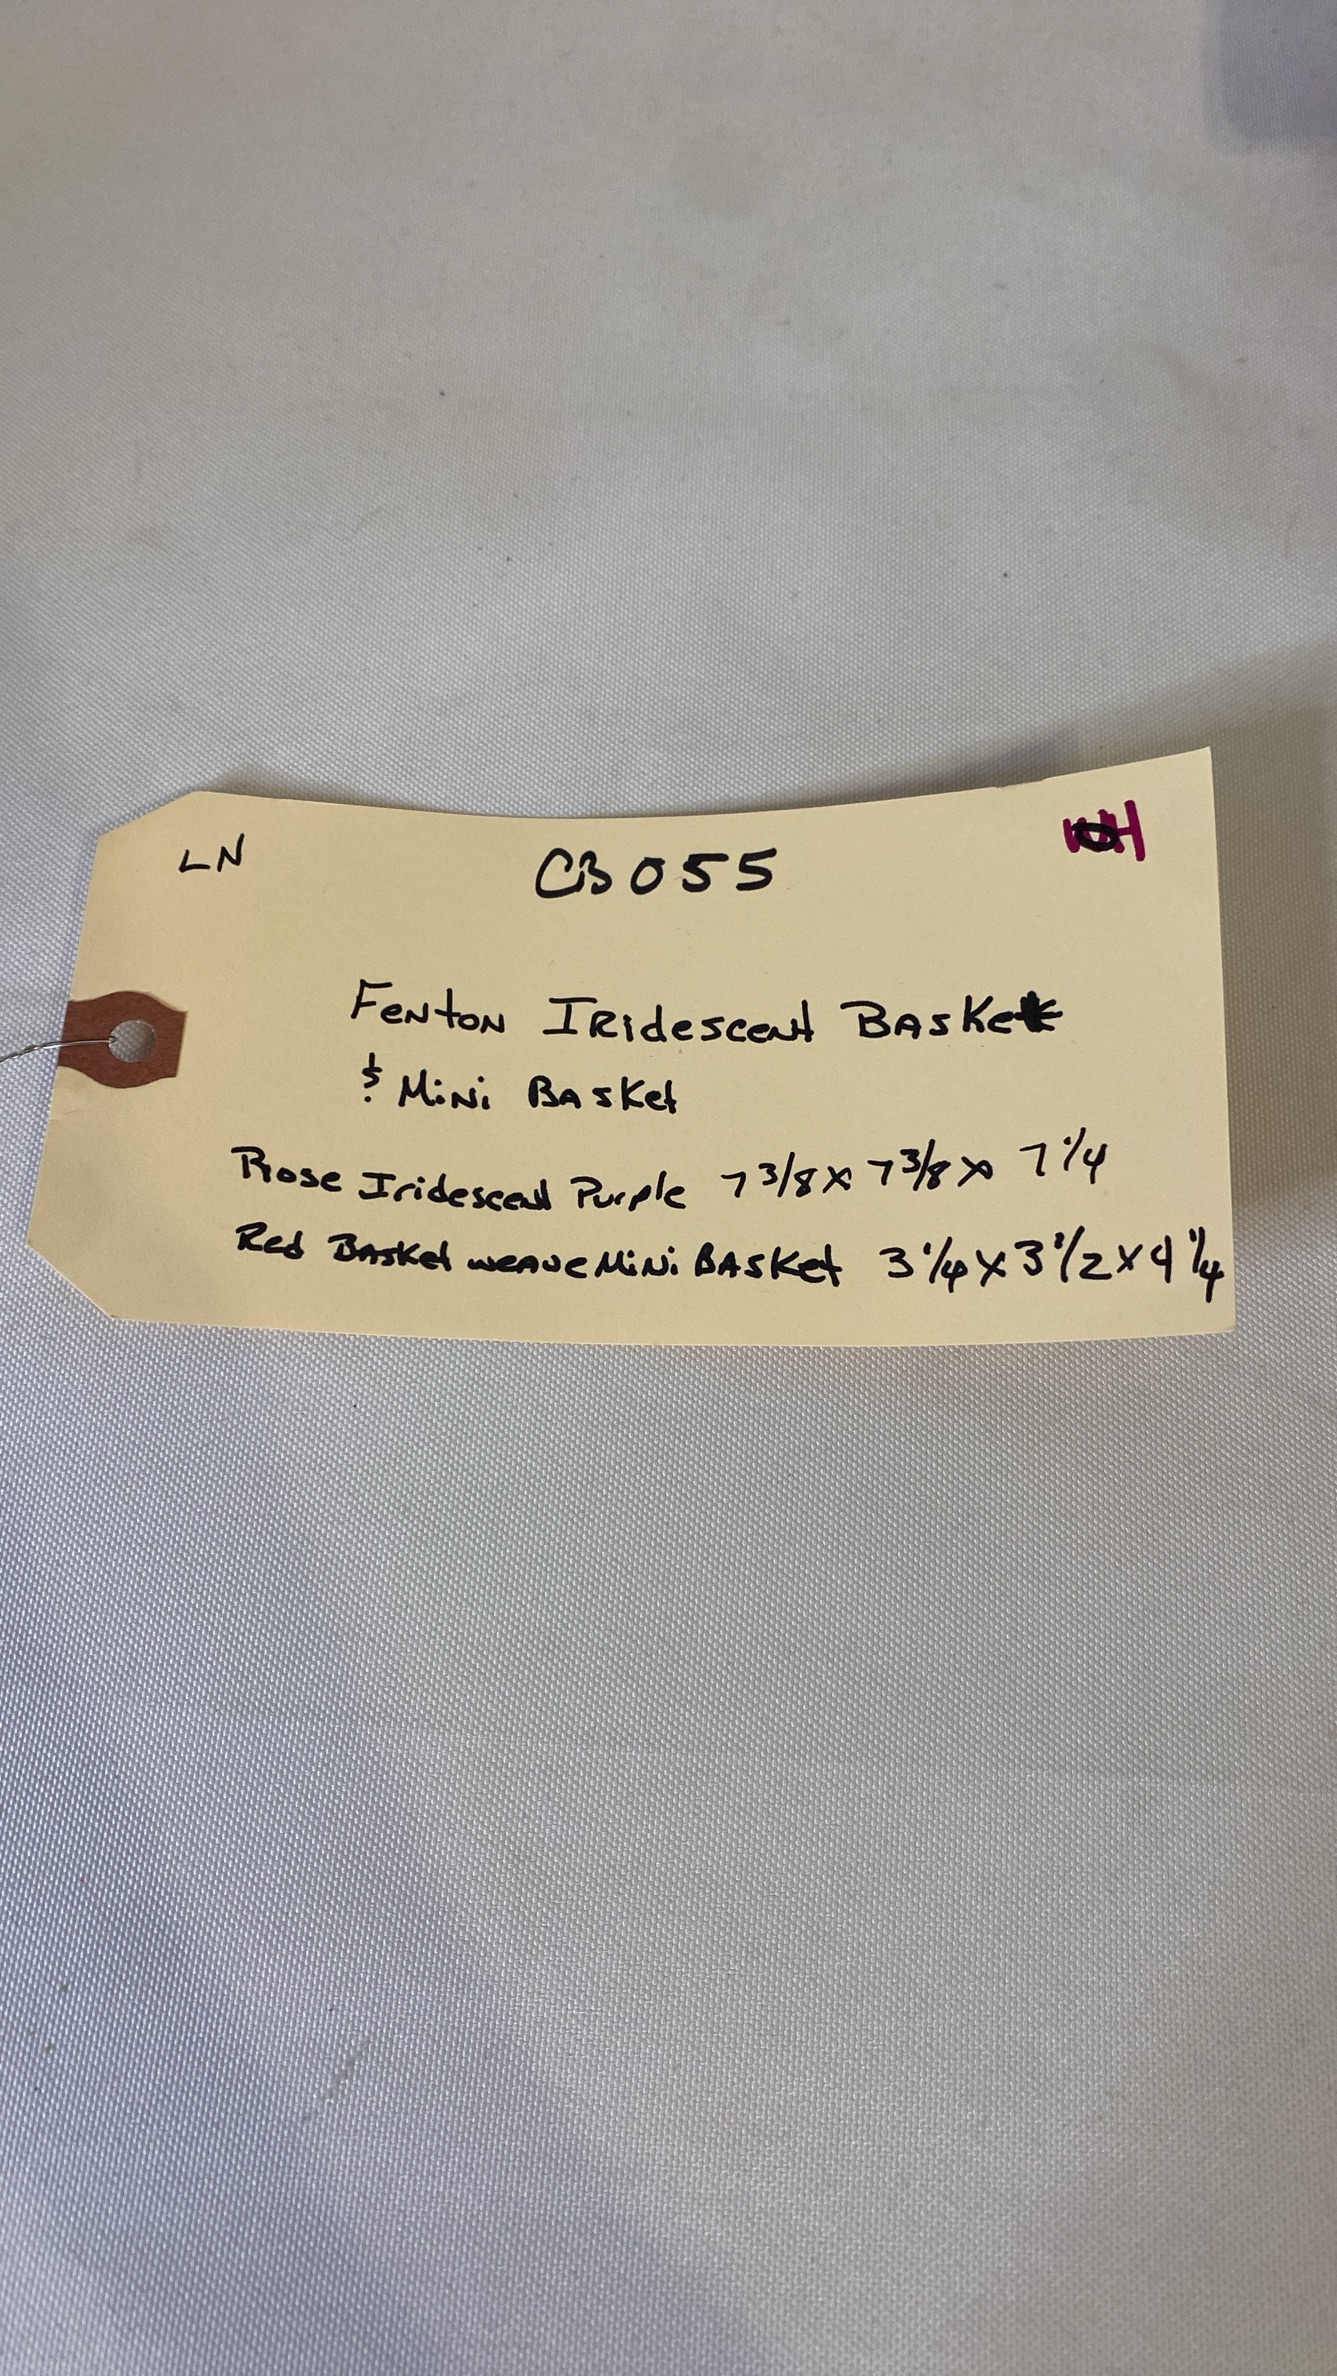 LN
CB055
Fenton Iridescent Basket
& Mini Basket
Rose Iridescent Purple 7 3/8 x 7 3/8 x 7 1/4
Red Basket weave Mini Basket 3 1/4 x 3 1/2 x 4 1/4